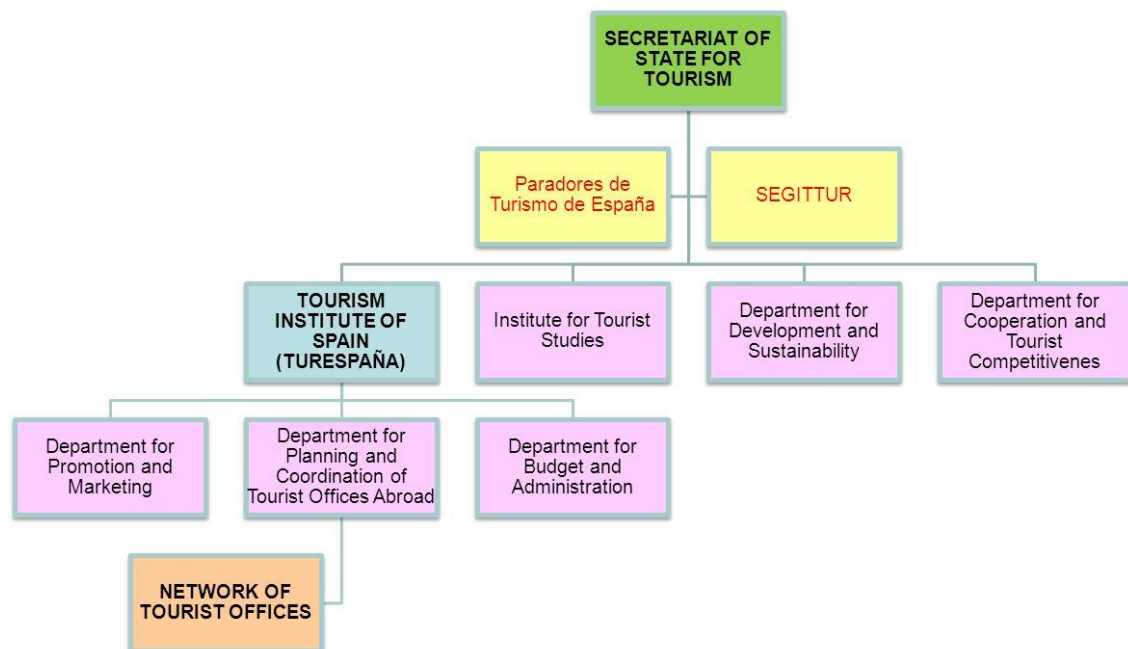 SECRETARIAT OF
STATE FOR
TOURISM
Paradores de
Turismo de España
SEGITTUR
TOURISM
INSTITUTE OF
SPAIN
(TURESPAÑA)
Institute for Tourist
Studies
Department for
Development and
Sustainability
Department for
Cooperation and
Tourist
Competitivenes
Department for
Promotion and
Marketing
Department for
Planning and
Coordination of
Tourist Offices Abroad
Department for
Budget and
Administration
NETWORK OF
TOURIST OFFICES